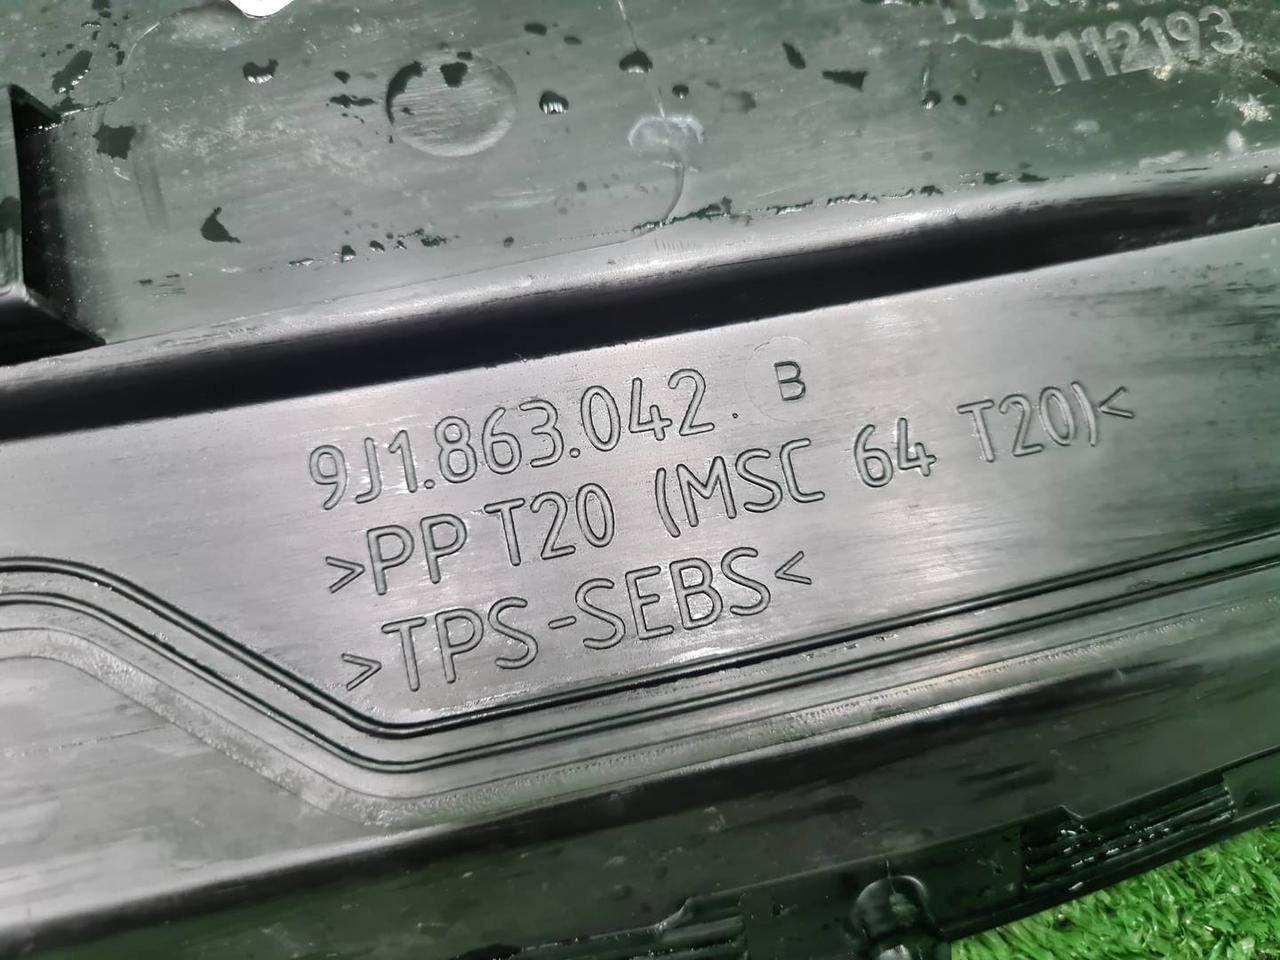 1112193
9J1.863.042. B
>PP T20 (MSC 64 T20)<
>TPS-SEBS<